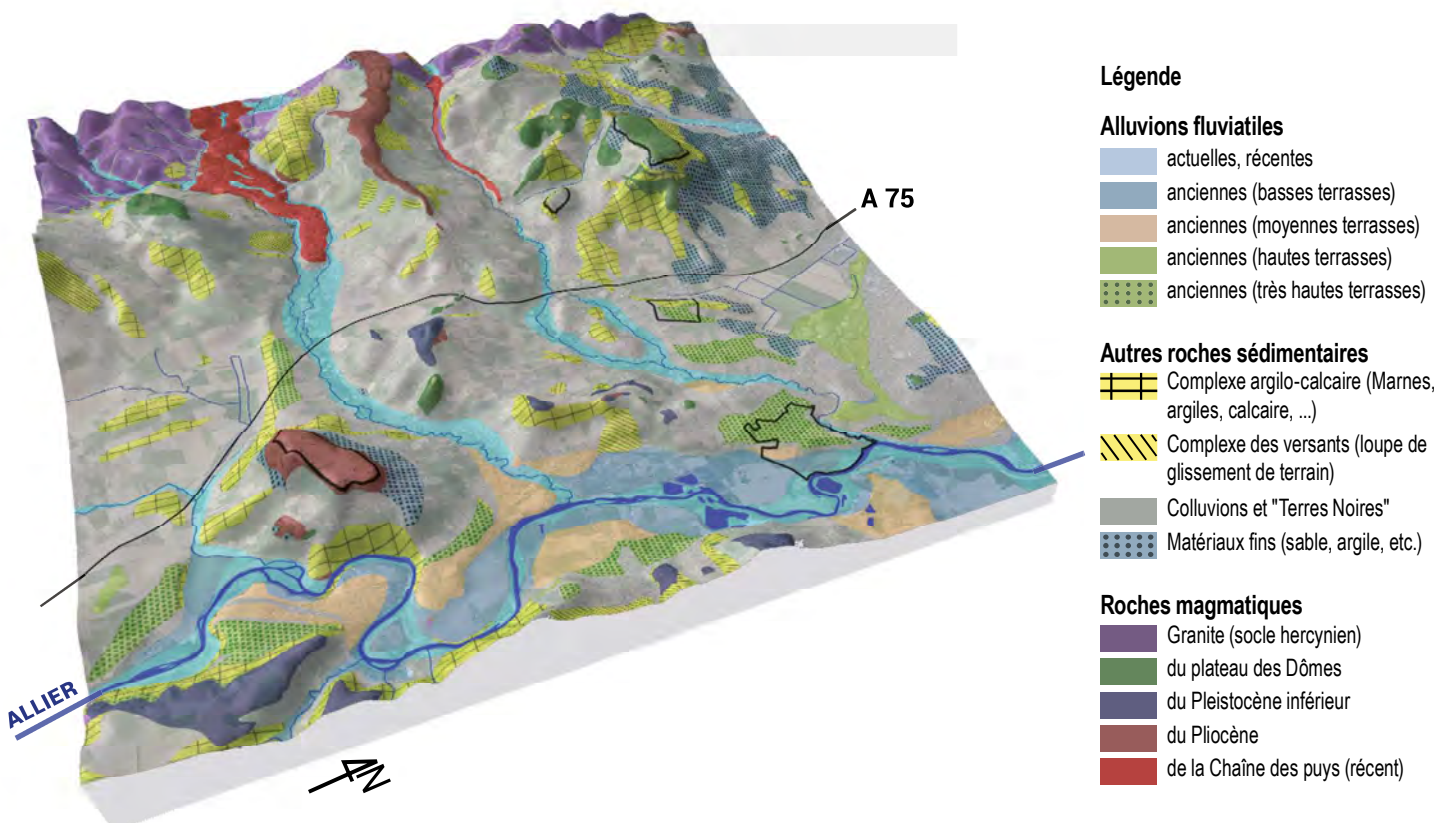 A 75
ALLIER
N
Légende
Alluvions fluviatiles
actuelles, récentes
anciennes (basses terrasses)
anciennes (moyennes terrasses)
anciennes (hautes terrasses)
anciennes (très hautes terrasses)
Autres roches sédimentaires
Complexe argilo-calcaire (Marnes,
argiles, calcaire, ...)
Complexe des versants (loupe de
glissement de terrain)
Colluvions et "Terres Noires"
Matériaux fins (sable, argile, etc.)
Roches magmatiques
Granite (socle hercynien)
du plateau des Dômes
du Pleistocène inférieur
du Pliocène
de la Chaîne des puys (récent)